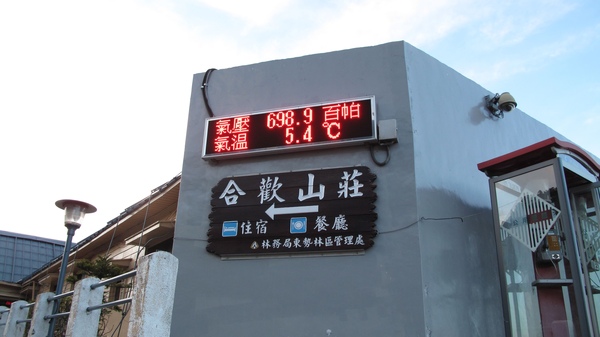 氣壓 698.9 百帕
氣溫 5.4 ℃
合歡山莊
住宿 餐廳
林務局東勢林區管理處